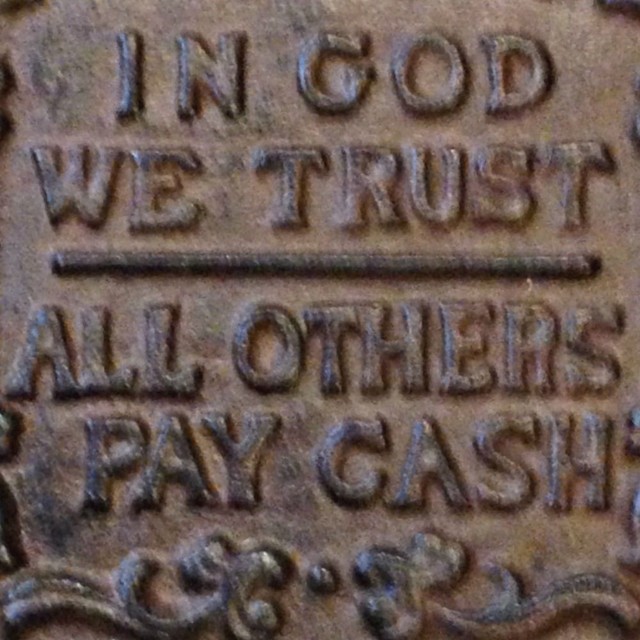 IN GOD
WE TRUST
ALL OTHERS
PAY CASH